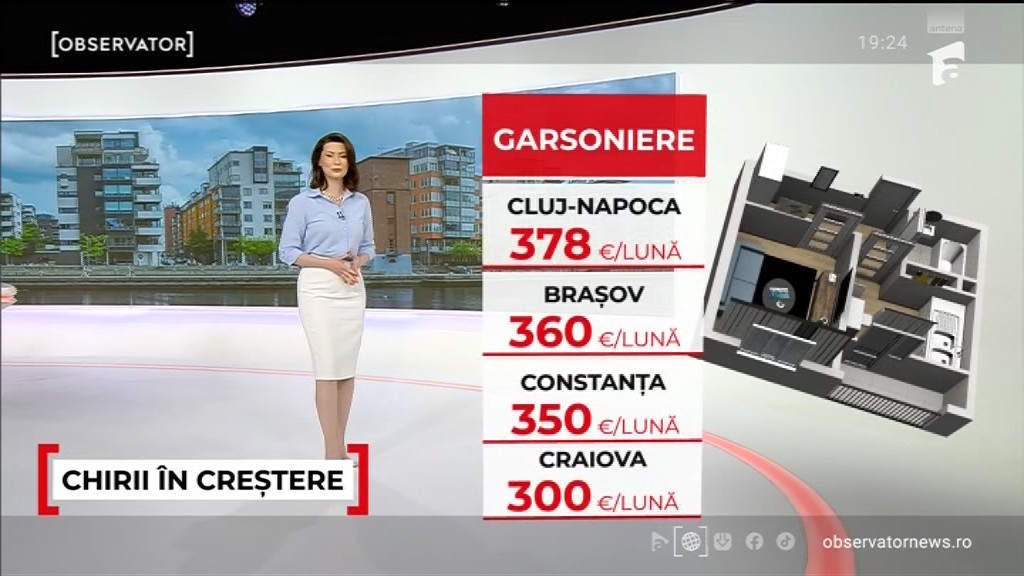 [OBSERVATOR]
19:24
antena
GARSONIERE
CLUJ-NAPOCA
378 €/LUNĂ
BRAȘOV
360 €/LUNĂ
CONSTANȚA
350 €/LUNĂ
CRAIOVA
300 €/LUNĂ
CHIRII ÎN CREȘTERE
observatornews.ro